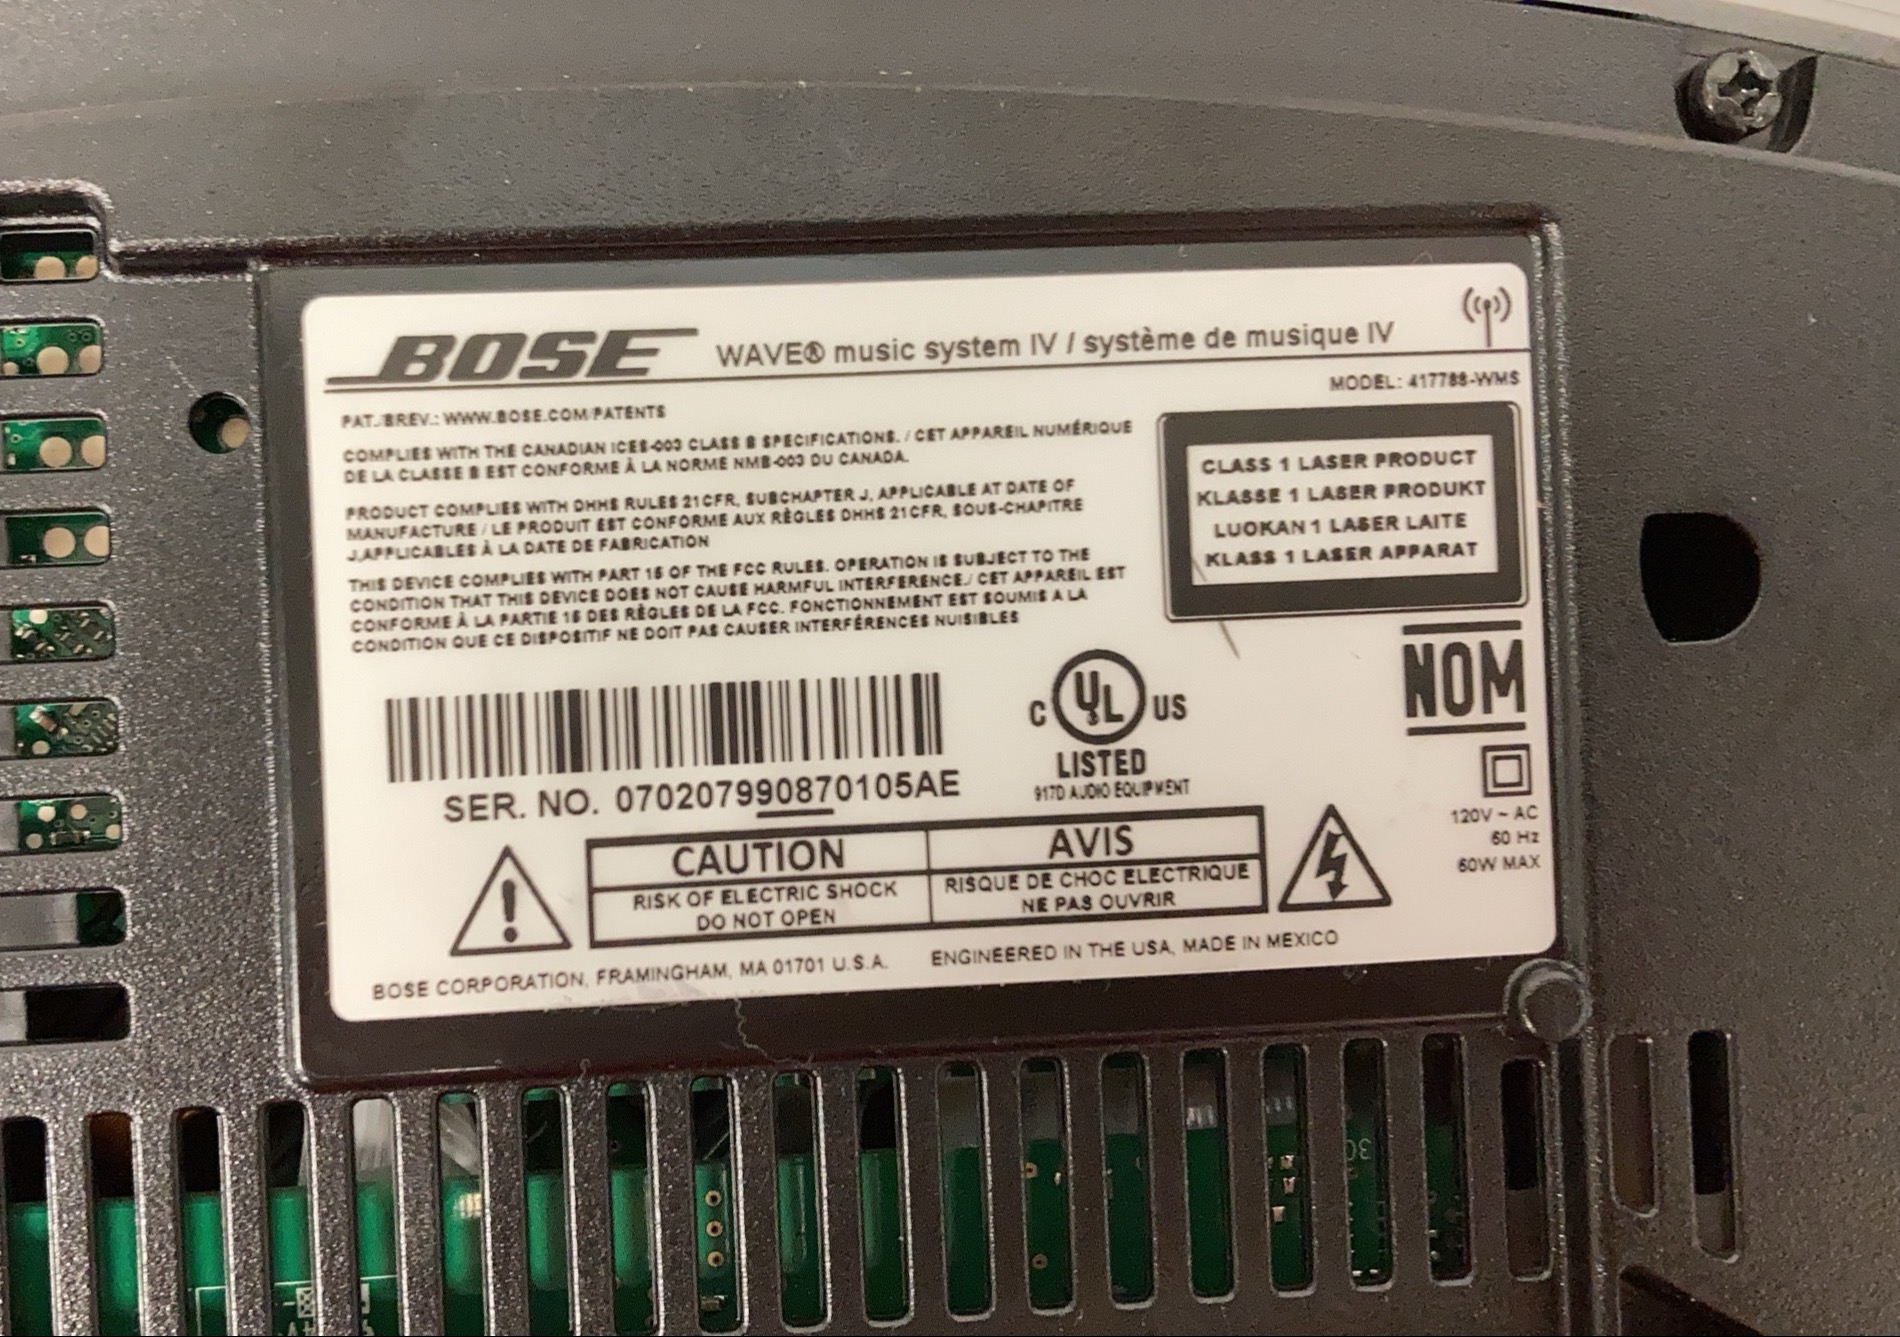 BOSE WAVE® music system IV / système de musique IV
MODEL: 417788-WMS
PAT./BREV.: WWW.BOSE.COM/PATENTS
COMPLIES WITH THE CANADIAN ICES-003 CLASS B SPECIFICATIONS. / CET APPAREIL NUMÉRIQUE
DE LA CLASSE B EST CONFORME À LA NORME NMB-003 DU CANADA.
PRODUCT COMPLIES WITH DHHS RULES 21CFR, SUBCHAPTER J, APPLICABLE AT DATE OF
MANUFACTURE / LE PRODUIT EST CONFORME AUX RÈGLES DHHS 21CFR, SOUS-CHAPITRE
J,APPLICABLES À LA DATE DE FABRICATION
THIS DEVICE COMPLIES WITH PART 15 OF THE FCC RULES. OPERATION IS SUBJECT TO THE
CONDITION THAT THIS DEVICE DOES NOT CAUSE HARMFUL INTERFERENCE./ CET APPAREIL EST
CONFORME À LA PARTIE 15 DES RÈGLES DE LA FCC. FONCTIONNEMENT EST SOUMIS A LA
CONDITION QUE CE DISPOSITIF NE DOIT PAS CAUSER INTERFÉRENCES NUISIBLES
CLASS 1 LASER PRODUCT
KLASSE 1 LASER PRODUKT
LUOKAN 1 LASER LAITE
KLASS 1 LASER APPARAT
SER. NO. 070207990870105AE
C UL US
LISTED
917D AUDIO EQUIPMENT
NOM
120V ~ AC
60 Hz
60W MAX
CAUTION
RISK OF ELECTRIC SHOCK
DO NOT OPEN
AVIS
RISQUE DE CHOC ELECTRIQUE
NE PAS OUVRIR
BOSE CORPORATION, FRAMINGHAM, MA 01701 U.S.A.
ENGINEERED IN THE USA, MADE IN MEXICO